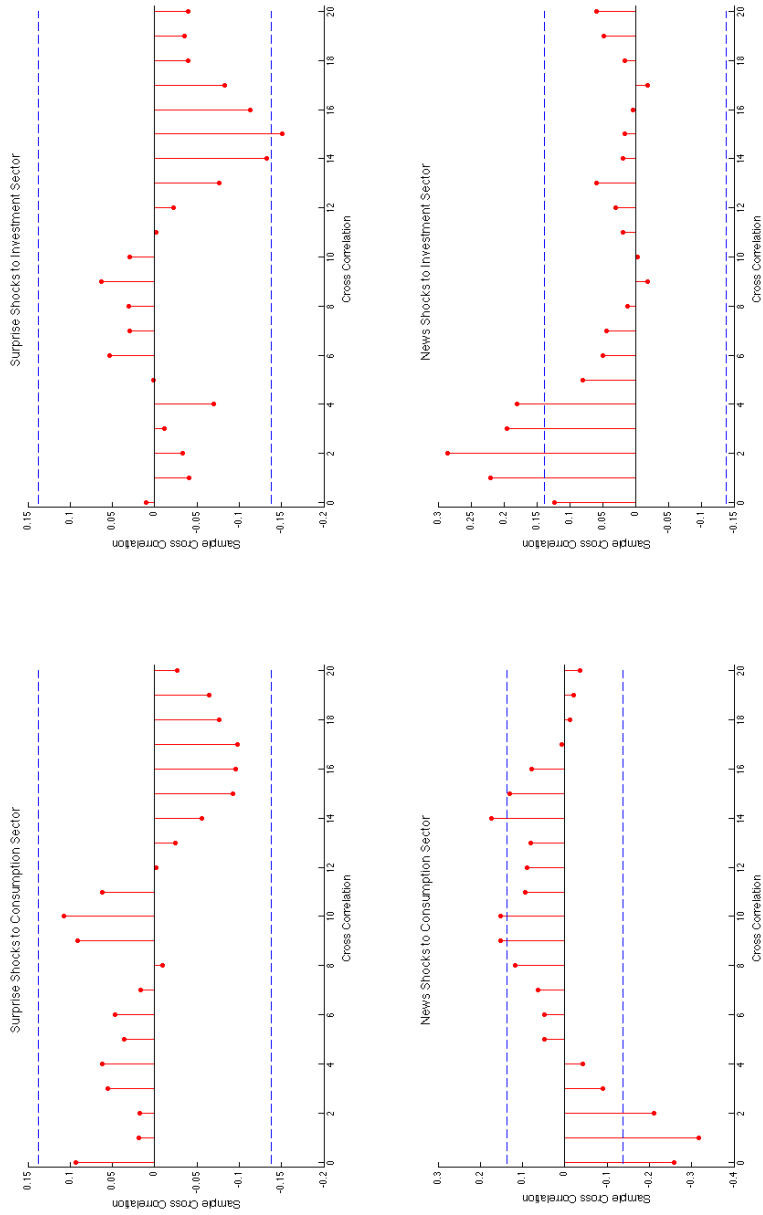 Surprise Shocks to Consumption Sector
0.15
0.1
0.05
0
-0.05
-0.1
-0.15
-0.2
Sample Cross Correlation
0 2 4 6 8 10 12 14 16 18 20
Cross Correlation
Surprise Shocks to Investment Sector
0.15
0.1
0.05
0
-0.05
-0.1
-0.15
-0.2
Sample Cross Correlation
0 2 4 6 8 10 12 14 16 18 20
Cross Correlation
News Shocks to Consumption Sector
0.3
0.2
0.1
0
-0.1
-0.2
-0.3
-0.4
Sample Cross Correlation
0 2 4 6 8 10 12 14 16 18 20
Cross Correlation
News Shocks to Investment Sector
0.3
0.25
0.2
0.15
0.1
0.05
0
-0.05
-0.1
-0.15
Sample Cross Correlation
0 2 4 6 8 10 12 14 16 18 20
Cross Correlation